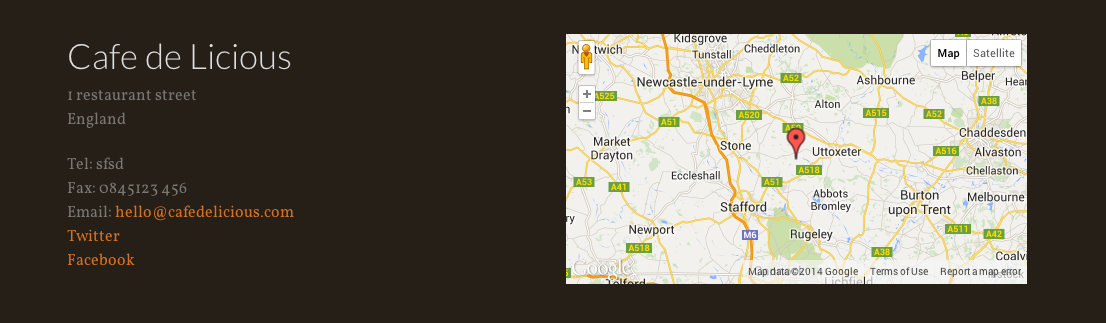 Cafe de Licious
1 restaurant street
England
Tel: sfsd
Fax: 0845123 456
Email: hello@cafedelicious.com
Twitter
Facebook
Kidsgrove
Tunstall
Cheddleton
Map
Satellite
Newcastle-under-Lyme
A52
Ashbourne
Belper
A525
Alton
A38
A51
A520
A515
A52
Market
Drayton
Stone
Uttoxeter
Chaddesden
A516
Alvaston
Eccleshall
A518
Chellaston
A53
A41
A51
Abbots
Bromley
Burton
upon Trent
Melbourne
Stafford
Newport
M6
Rugeley
A511
A42
A518
A38
Google
Map data ©2014 Google
Terms of Use
Report a map error
Telford
Lichfield